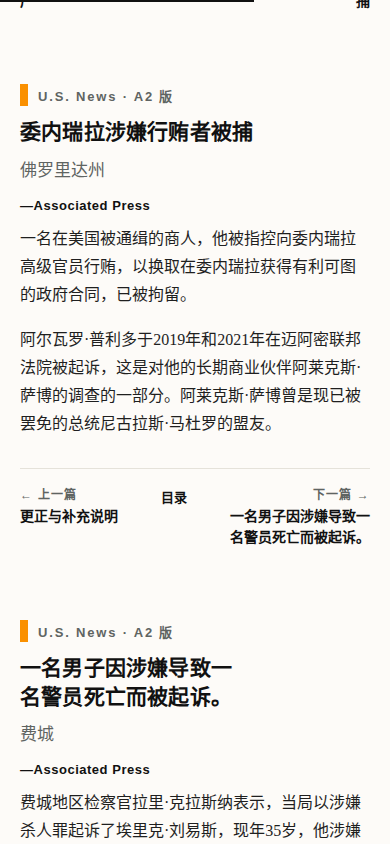 捕
U.S. News · A2 版
委内瑞拉涉嫌行贿者被捕
佛罗里达州
—Associated Press
一名在美国被通缉的商人，他被指控向委内瑞拉
高级官员行贿，以换取在委内瑞拉获得有利可图
的政府合同，已被拘留。
阿尔瓦罗·普利多于2019年和2021年在迈阿密联邦
法院被起诉，这是对他的长期商业伙伴阿莱克斯·
萨博的调查的一部分。阿莱克斯·萨博曾是现已被
罢免的总统尼古拉斯·马杜罗的盟友。
← 上一篇
更正与补充说明
目录
下一篇 →
一名男子因涉嫌导致一
名警员死亡而被起诉。
U.S. News · A2 版
一名男子因涉嫌导致一
名警员死亡而被起诉。
费城
—Associated Press
费城地区检察官拉里·克拉斯纳表示，当局以涉嫌
杀人罪起诉了埃里克·刘易斯，现年35岁，他涉嫌